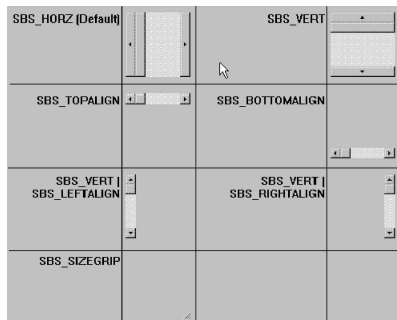 SBS_HORZ (Default)
SBS_VERT
SBS_TOPALIGN
SBS_BOTTOMALIGN
SBS_VERT |
SBS_LEFTALIGN
SBS_VERT |
SBS_RIGHTALIGN
SBS_SIZEGRIP